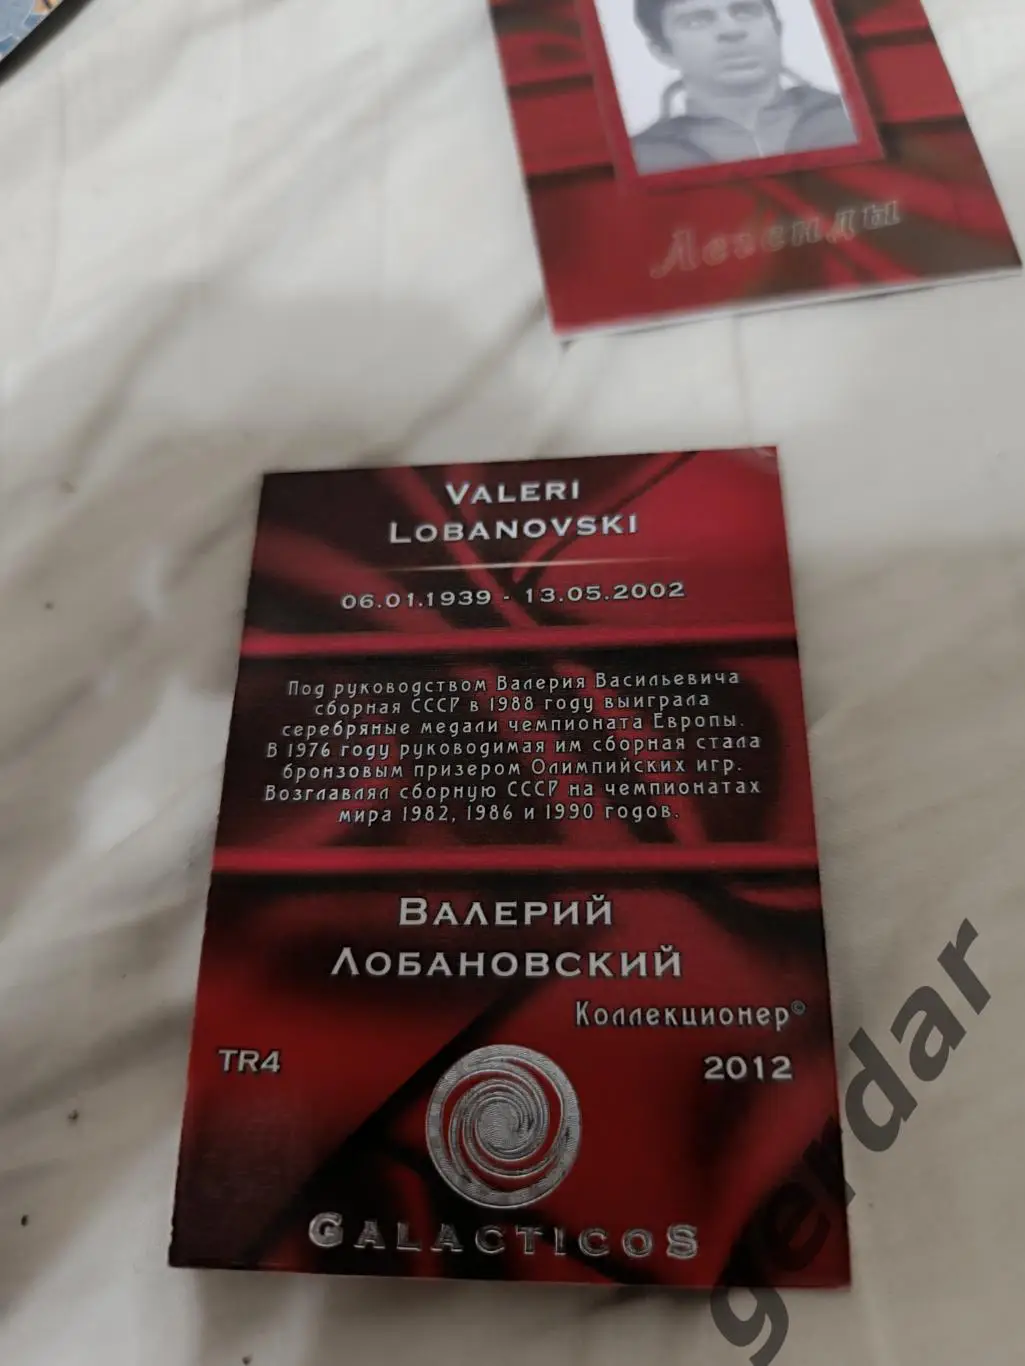 Легенды
VALERI
LOBANOVSKI
06.01.1939 - 13.05.2002
Под руководством Валерия Васильевича
сборная СССР в 1988 году выиграла
серебряные медали чемпионата Европы.
В 1976 году руководимая им сборная стала
бронзовым призером Олимпийских игр.
Возглавлял сборную СССР на чемпионатах
мира 1982, 1986 и 1990 годов.
ВАЛЕРИЙ
ЛОБАНОВСКИЙ
Коллекционер©
TR4
2012
GALACTICOS
gerdar